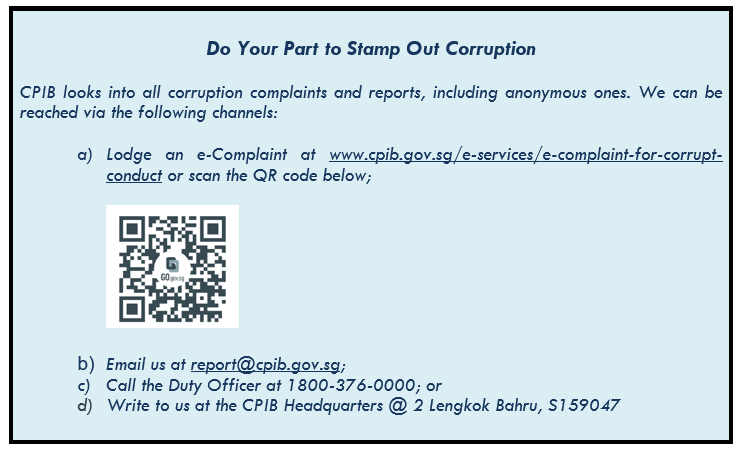 Do Your Part to Stamp Out Corruption
CPIB looks into all corruption complaints and reports, including anonymous ones. We can be
reached via the following channels:
a) Lodge an e-Complaint at www.cpib.gov.sg/e-services/e-complaint-for-corrupt-
conduct or scan the QR code below;
GOgov.sg
b) Email us at report@cpib.gov.sg;
c) Call the Duty Officer at 1800-376-0000; or
d) Write to us at the CPIB Headquarters @ 2 Lengkok Bahru, S159047